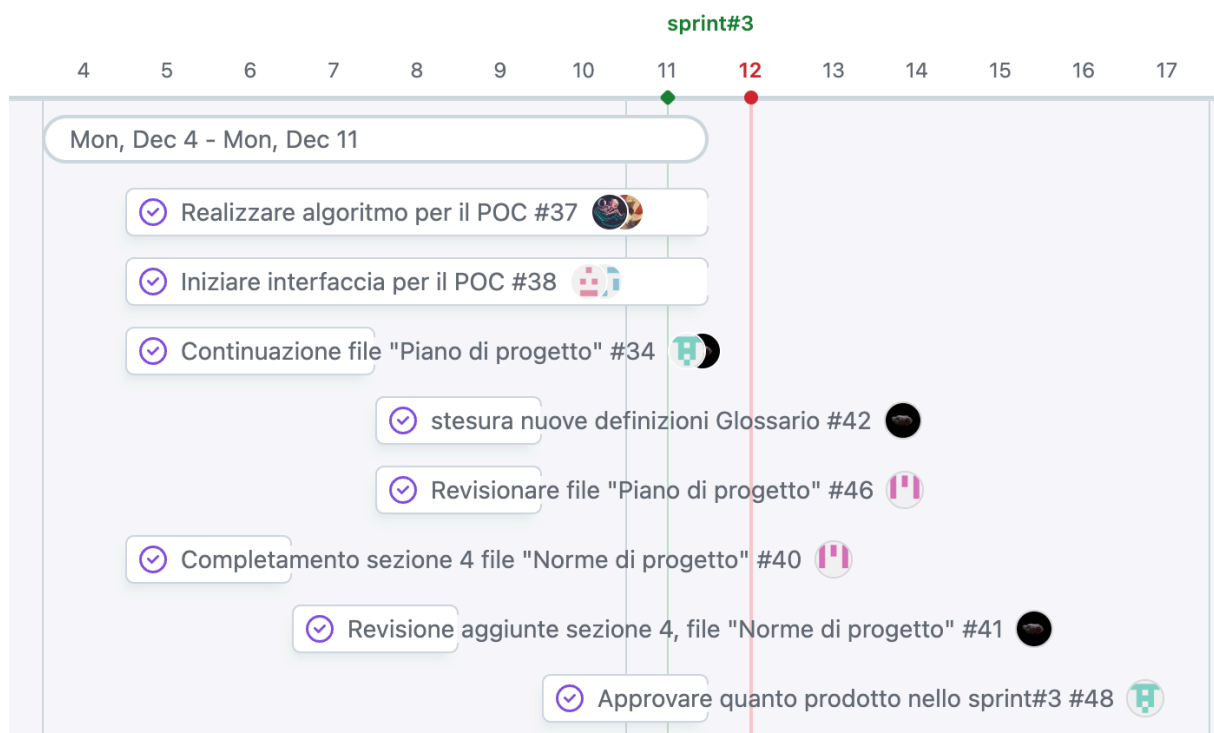 sprint#3
4 5 6 7 8 9 10 11 12 13 14 15 16 17
Mon, Dec 4 - Mon, Dec 11
Realizzare algoritmo per il POC #37
Iniziare interfaccia per il POC #38
Continuazione file "Piano di progetto" #34
stesura nuove definizioni Glossario #42
Revisionare file "Piano di progetto" #46
Completamento sezione 4 file "Norme di progetto" #40
Revisione aggiunte sezione 4, file "Norme di progetto" #41
Approvare quanto prodotto nello sprint#3 #48